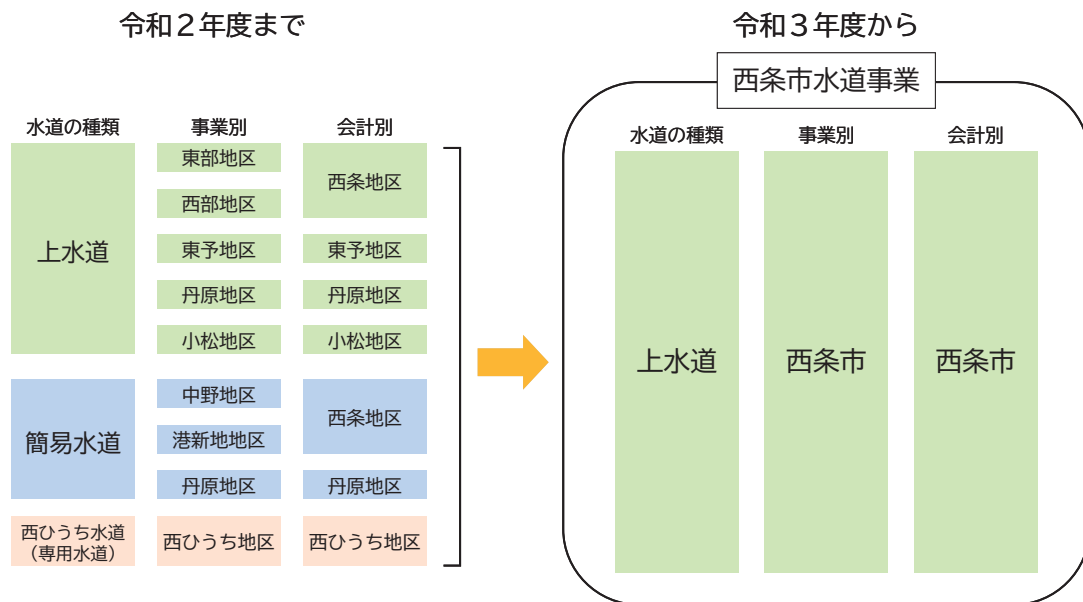 令和２年度まで
水道の種類
事業別
会計別
上水道
東部地区
西部地区
東予地区
丹原地区
小松地区
西条地区
東予地区
丹原地区
小松地区
簡易水道
中野地区
港新地地区
丹原地区
西条地区
丹原地区
西ひうち水道
（専用水道）
西ひうち地区
西ひうち地区
令和３年度から
西条市水道事業
水道の種類
事業別
会計別
上水道
西条市
西条市